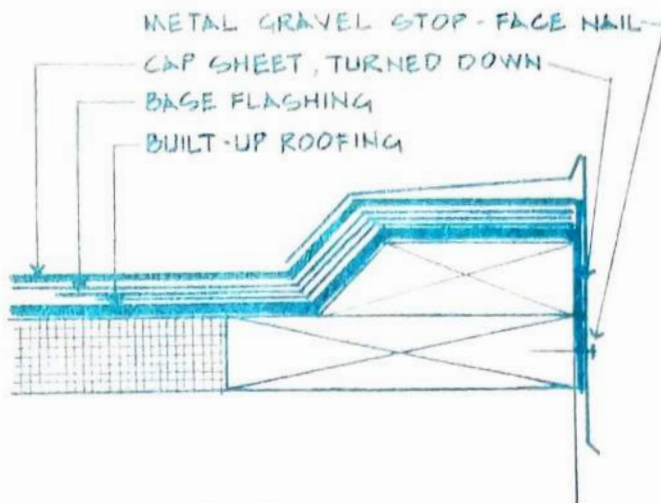 METAL GRAVEL STOP - FACE NAIL
CAP SHEET, TURNED DOWN
BASE FLASHING
BUILT-UP ROOFING